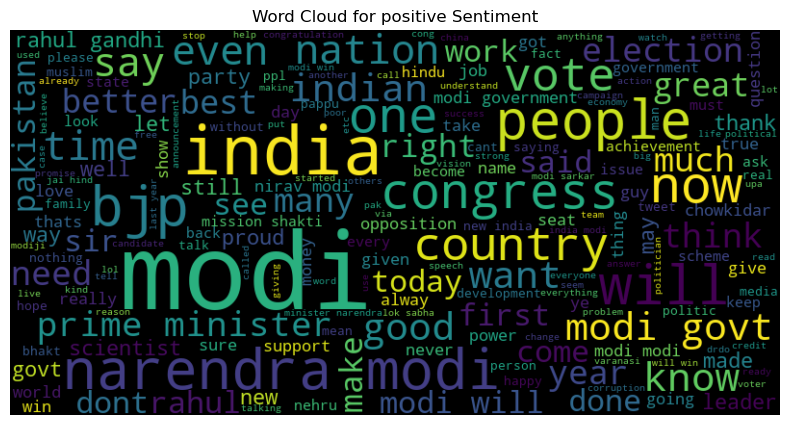 Word Cloud for positive Sentiment
used please stop help congratulation cong anything watch getting
rahul gandhi even nation work got election
muslim making another ppl call china fact campaign government question
already say modi win understand vote job hindu
state party indian economy action lot
pakistan better best pappu modi government great must
believe case look let day poor put success man
announcement free without etc one take people achievement thank
time show india right cant saying life political
promise well started strong vision said true
love still nirav modi become name issue much now ask real upa
jai hind last year others pak congress big
family bjp see many via guy tweet
thats mission shakti opposition seat team thing chowkidar
way sir candidate back proud every new india may think
modiji nothing talk modi given country india modi
need tell lpl called giving money today speech want everyone will politician scheme give answer read
live kind word alway development everything seem media
hope really use first ye keep
reason minister narendra lok sabha problem politic
prime minister mean good modi govt
bhakt scientist sure support never power change come modi modi drdo credit
govt narendra modi person year varanasi made know
world make happy will win voter ready
win dont rahul new nehru modi will done corruption going leader
talking